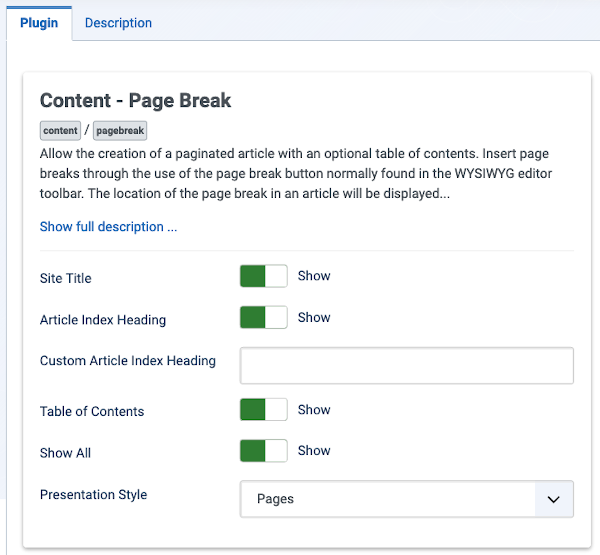 Plugin Description
Content - Page Break
content / pagebreak
Allow the creation of a paginated article with an optional table of contents. Insert page
breaks through the use of the page break button normally found in the WYSIWYG editor
toolbar. The location of the page break in an article will be displayed...
Show full description ...
Site Title Show
Article Index Heading Show
Custom Article Index Heading
Table of Contents Show
Show All Show
Presentation Style Pages